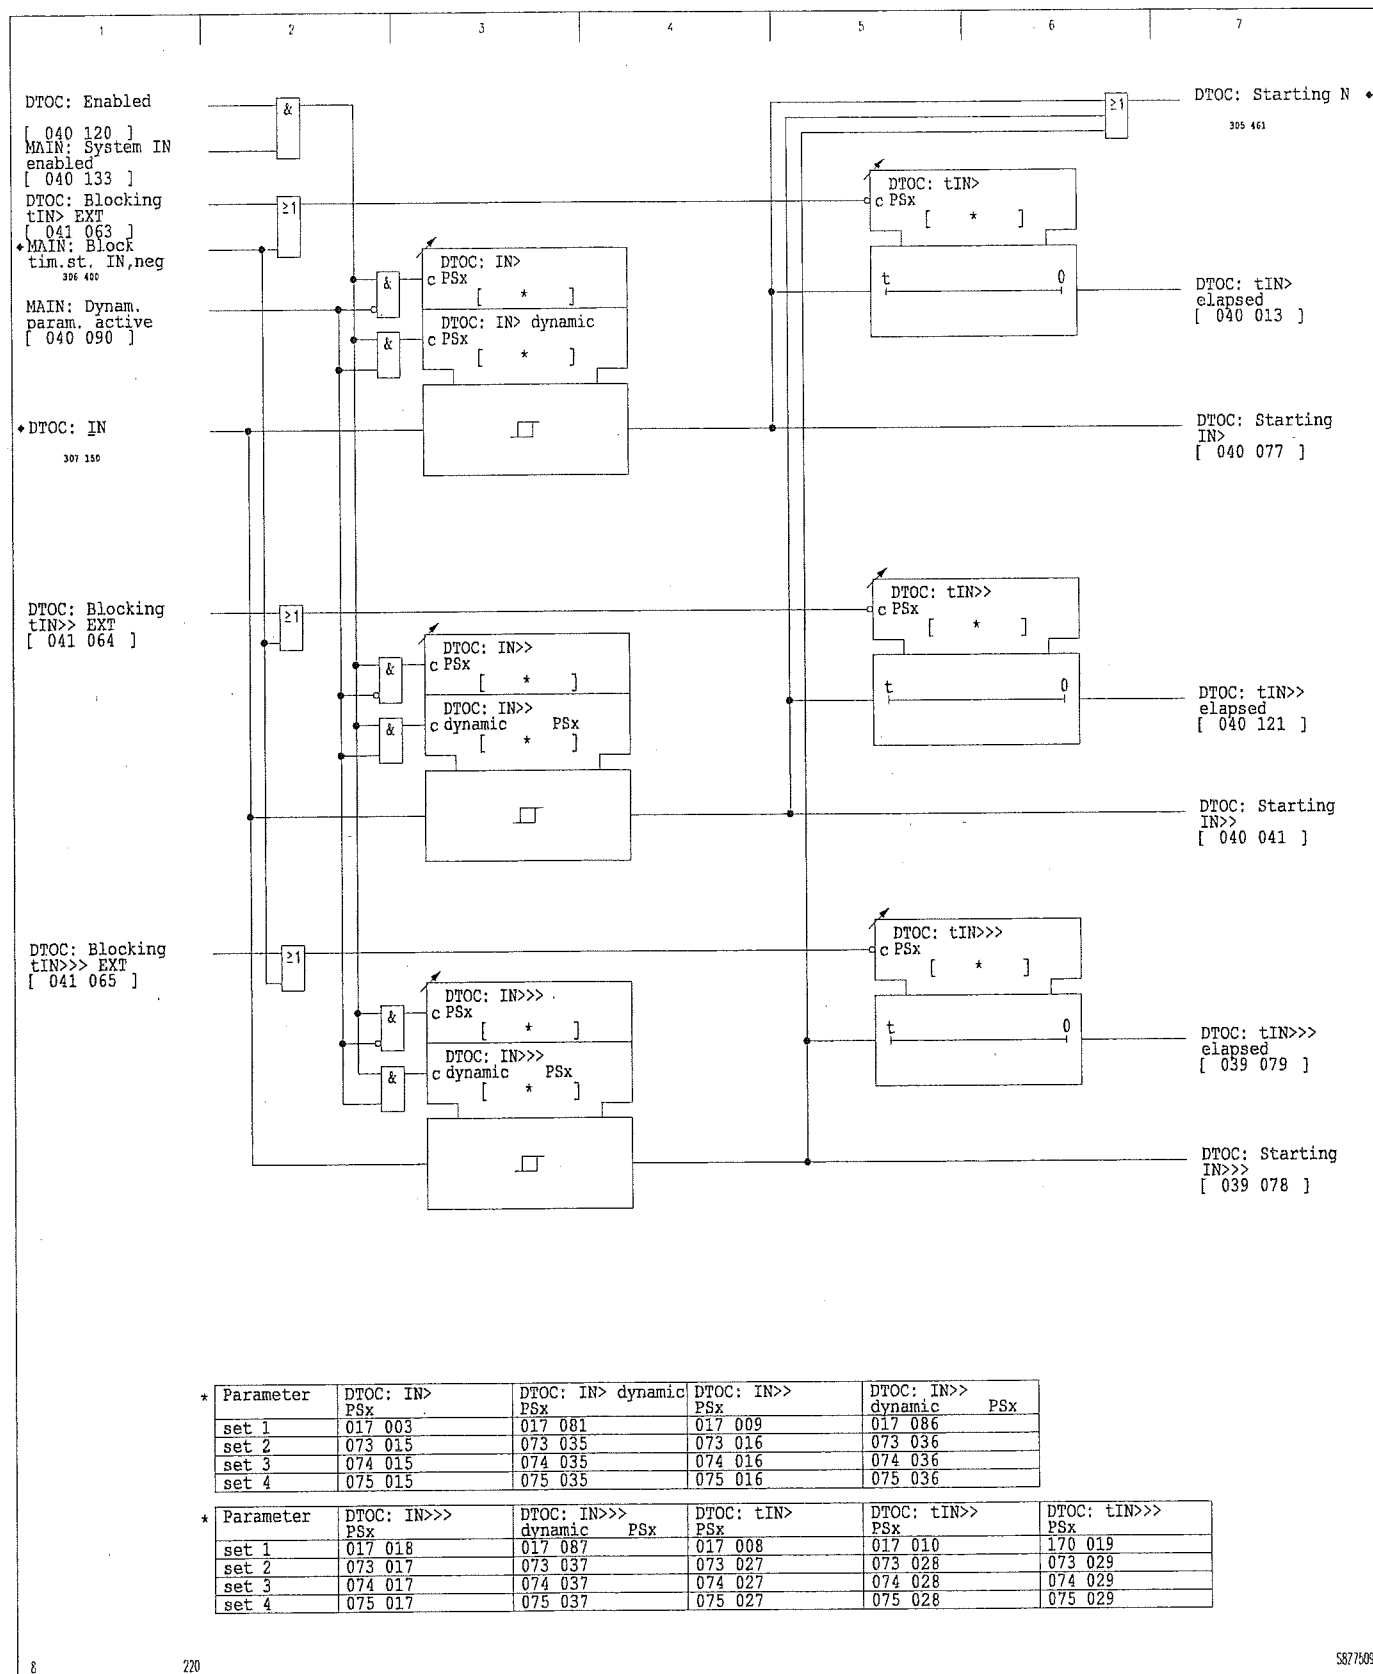 1 2 3 4 5 6 7
DTOC: Enabled
[ 040 120 ]
MAIN: System IN
enabled
[ 040 133 ]
DTOC: Blocking
tIN> EXT
[ 041 063 ]
MAIN: Block
tim.st. IN,neg
306 400
MAIN: Dynam.
param. active
[ 040 090 ]
DTOC: IN
307 150
DTOC: Blocking
tIN>> EXT
[ 041 064 ]
DTOC: Blocking
tIN>>> EXT
[ 041 065 ]
&
≥1
&
&
≥1
&
&
≥1
&
&
DTOC: IN>
c PSx
[ * ]
DTOC: IN> dynamic
c PSx
[ * ]
DTOC: IN>>
c PSx
[ * ]
DTOC: IN>>
c dynamic PSx
[ * ]
DTOC: IN>>>
c PSx
[ * ]
DTOC: IN>>>
c dynamic PSx
[ * ]
≥1
DTOC: tIN>
c PSx
[ * ]
t 0
DTOC: tIN>>
c PSx
[ * ]
t 0
DTOC: tIN>>>
c PSx
[ * ]
t 0
DTOC: Starting N
305 461
DTOC: tIN>
elapsed
[ 040 013 ]
DTOC: Starting
IN>
[ 040 077 ]
DTOC: tIN>>
elapsed
[ 040 121 ]
DTOC: Starting
IN>>
[ 040 041 ]
DTOC: tIN>>>
elapsed
[ 039 079 ]
DTOC: Starting
IN>>>
[ 039 078 ]
* Parameter DTOC: IN> DTOC: IN> dynamic DTOC: IN>> DTOC: IN>>
PSx PSx PSx dynamic PSx
set 1 017 003 017 081 017 009 017 086
set 2 073 015 073 035 073 016 073 036
set 3 074 015 074 035 074 016 074 036
set 4 075 015 075 035 075 016 075 036
* Parameter DTOC: IN>>> DTOC: IN>>> DTOC: tIN> DTOC: tIN>> DTOC: tIN>>>
PSx dynamic PSx PSx PSx PSx
set 1 017 018 017 087 017 008 017 010 170 019
set 2 073 017 073 037 073 027 073 028 073 029
set 3 074 017 074 037 074 027 074 028 074 029
set 4 075 017 075 037 075 027 075 028 075 029
8 220 S877509